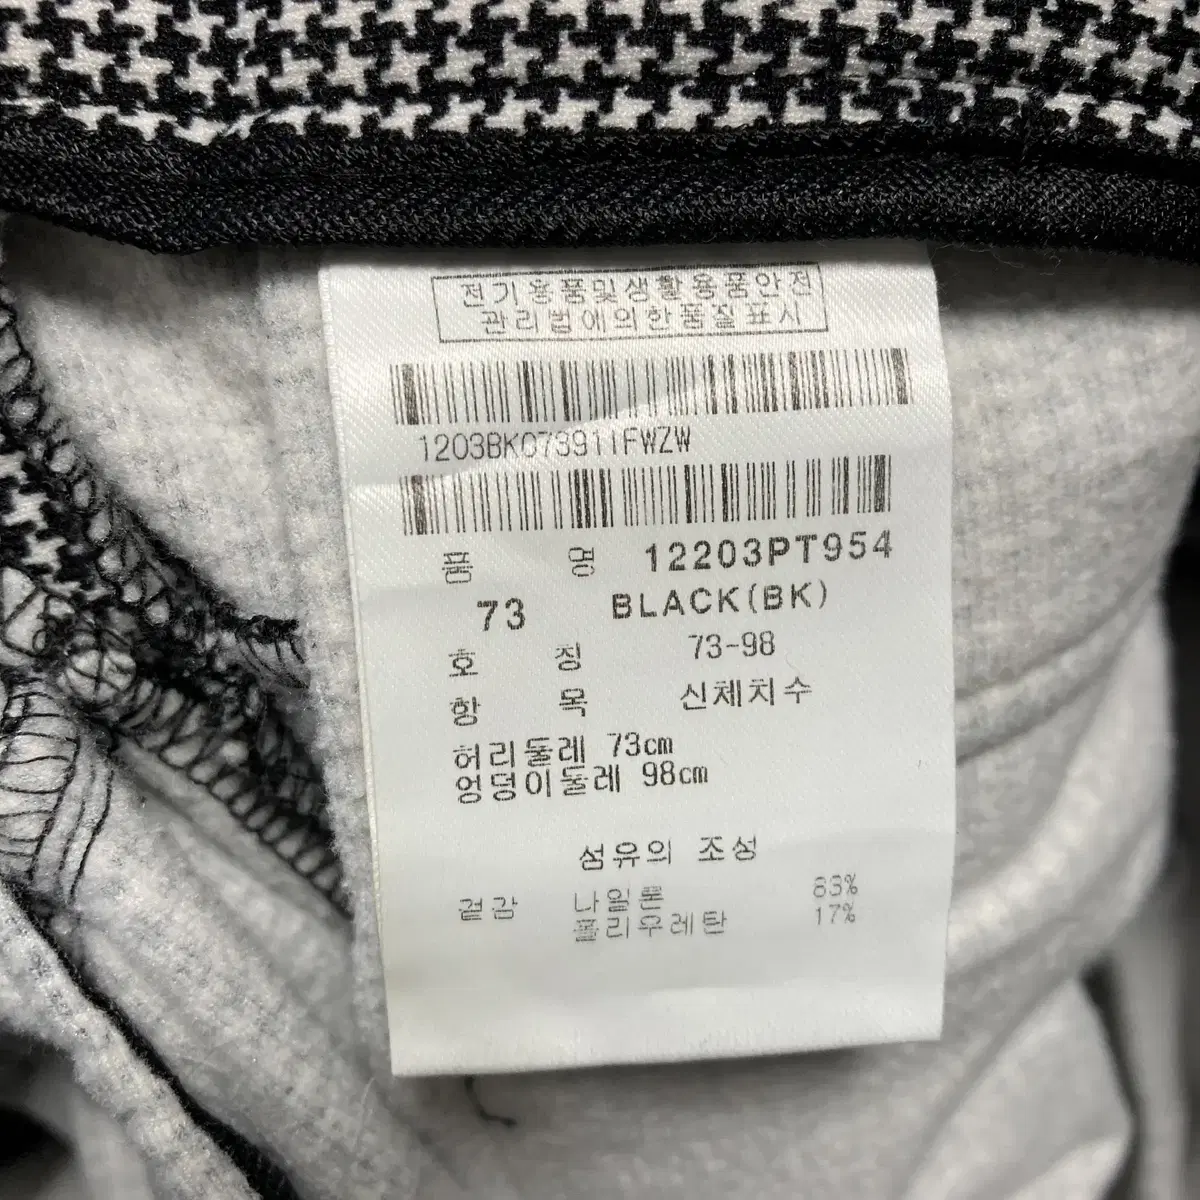 전기용품및생활용품안전
관리법에의한품질표시
1203BK073911FWZW
품 명 12203PT954
73 BLACK(BK)
호 칭 73-98
항 목 신체치수
허리둘레 73cm
엉덩이둘레 98cm
섬유의 조성
겉감 나일론 83%
폴리우레탄 17%